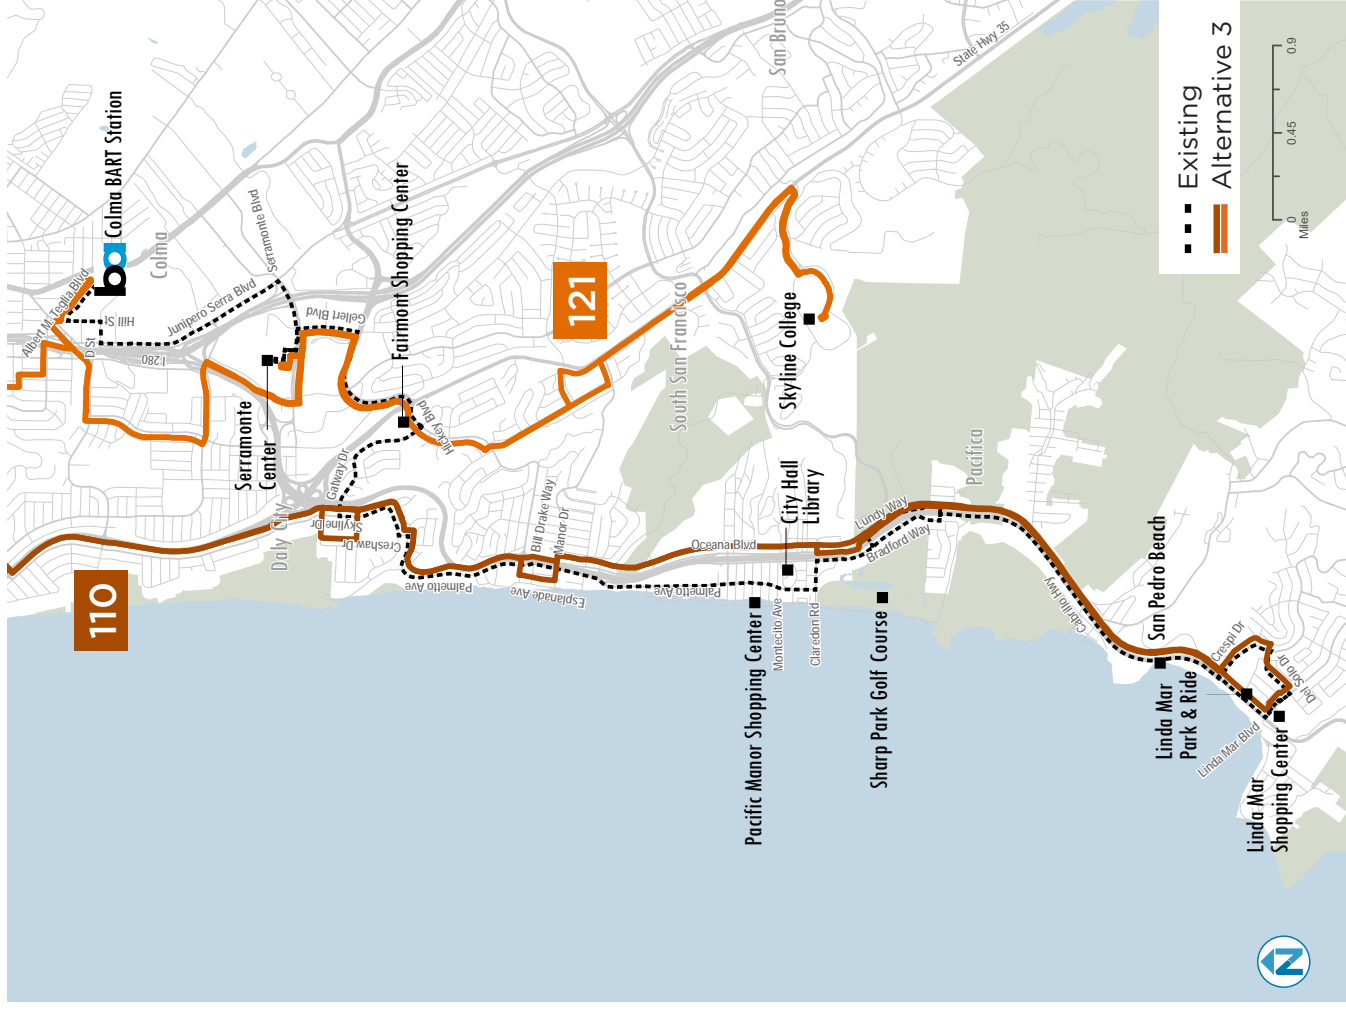 Existing
Alternative 3
0
0.45
0.9
Miles
ba
Colma BART Station
Colma
Albert M. Teglia Blvd
Hill St
D St
I 280
Junipero Serra Blvd
Serramonte Blvd
Gellert Blvd
Serramonte
Center
Fairmont Shopping Center
Hickey Blvd
Gatway Dr
Skyline Dr
Creshaw Dr
Daly City
110
121
San Bruno
State Hwy 35
South San Francisco
Skyline College
Pacifica
Bill Drake Way
Manor Dr
Palmetto Ave
Esplanade Ave
Palmetto Ave
Oceana Blvd
City Hall
Library
Lundy Way
Bradford Way
Pacific Manor Shopping Center
Montecito Ave
Claredon Rd
Sharp Park Golf Course
Cabrillo Hwy
San Pedro Beach
Linda Mar
Park & Ride
Crespi Dr
Del Solo Dr
Linda Mar Blvd
Linda Mar
Shopping Center
N